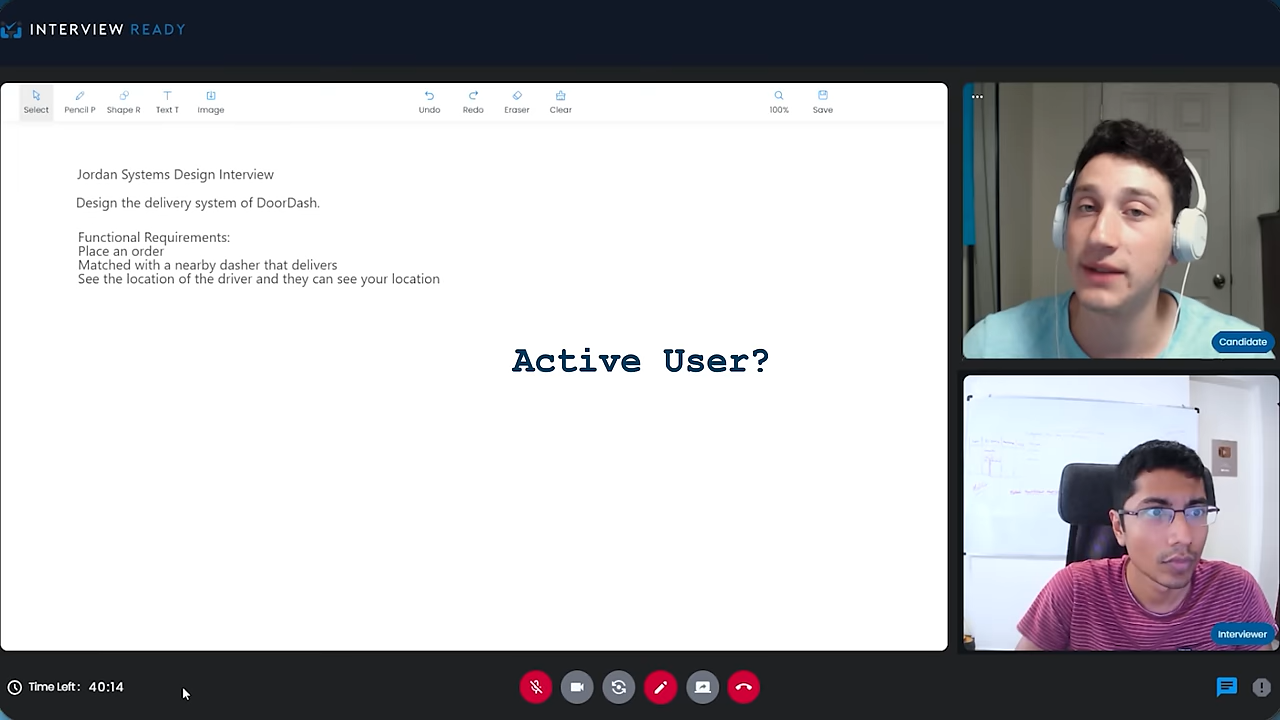 INTERVIEW READY
Select
Pencil P
Shape R
Text T
Image
Undo
Redo
Eraser
Clear
100%
Save
Jordan Systems Design Interview
Design the delivery system of DoorDash.
Functional Requirements:
Place an order
Matched with a nearby dasher that delivers
See the location of the driver and they can see your location
Active User?
Candidate
Interviewer
Time Left : 40:14